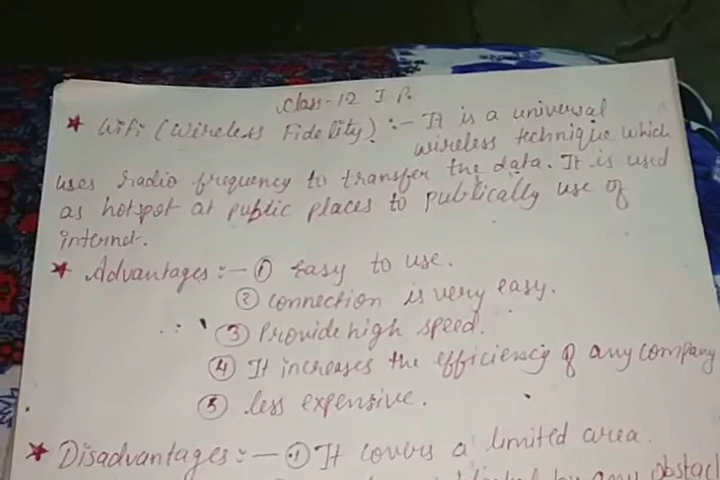 Class-12 I.P.
* WiFi (Wireless Fidelity) :- It is a universal
wireless technique which
uses radio frequency to transfer the data. It is used
as hotspot at public places to publically use of
internet.
* Advantages :- ① Easy to use.
② Connection is very easy.
③ Provide high speed.
④ It increases the efficiency of any company
⑤ less expensive.
* Disadvantages :- ① It covers a limited area.
by any obstacl